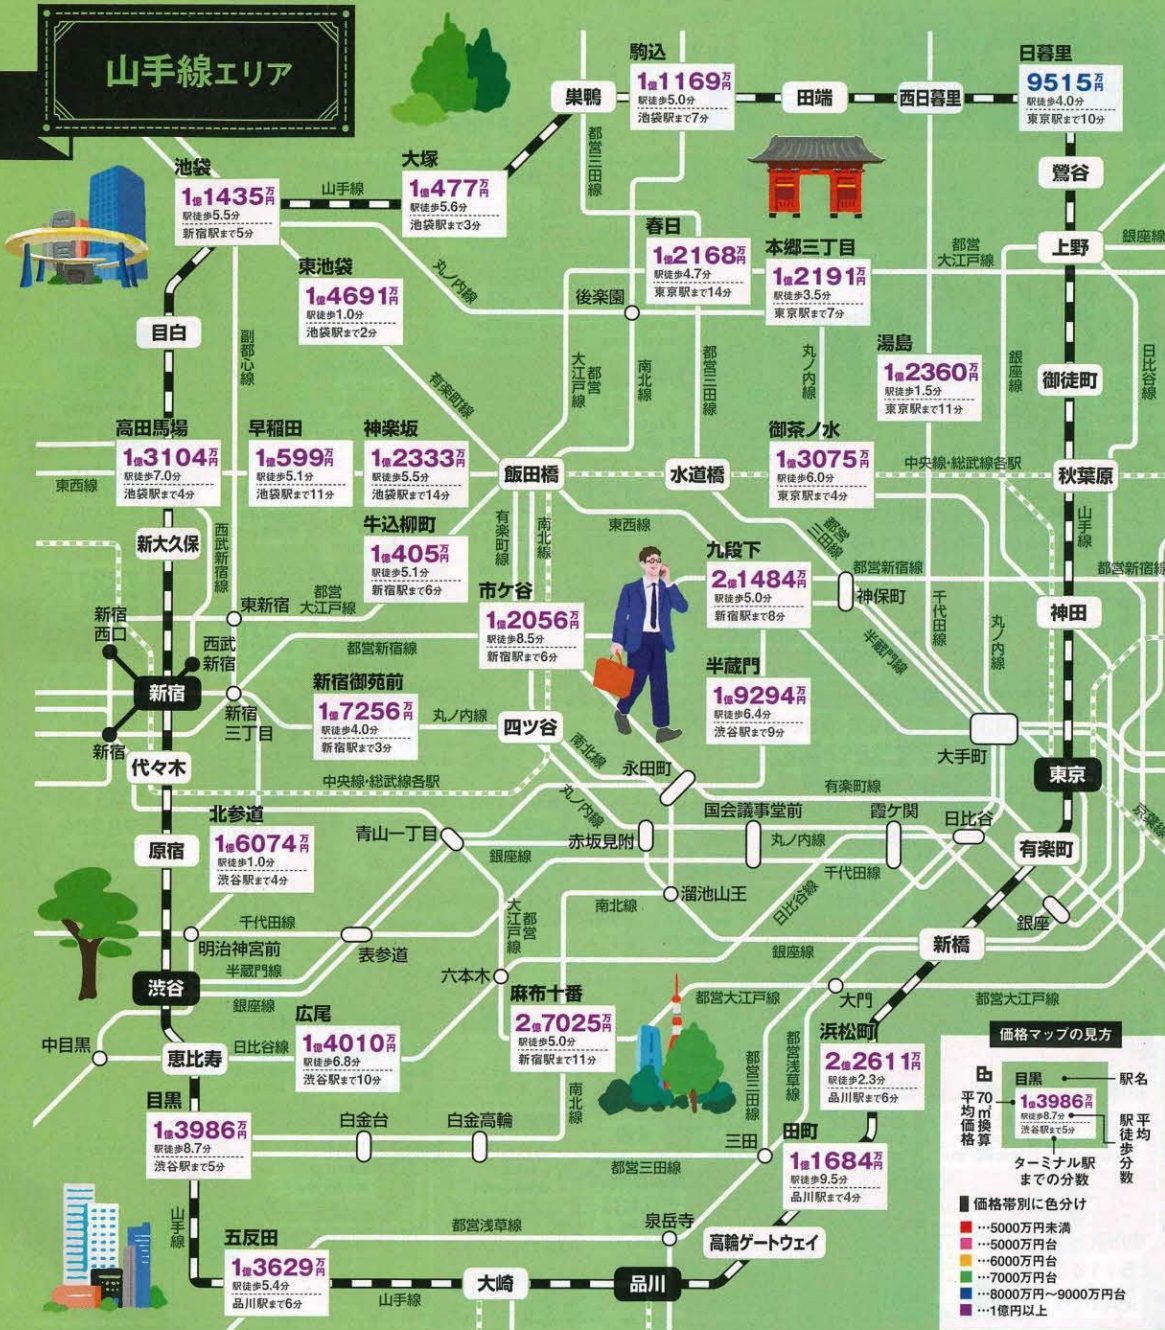 山手線エリア
駒込
1億1169万円
駅徒歩5.0分
池袋駅まで7分
日暮里
9515万円
駅徒歩4.0分
東京駅まで10分
巣鴨
田端
西日暮里
池袋
1億1435万円
駅徒歩5.5分
新宿駅まで5分
山手線
大塚
1億477万円
駅徒歩5.6分
池袋駅まで3分
都営三田線
鶯谷
春日
1億2168万円
駅徒歩4.7分
東京駅まで14分
本郷三丁目
1億2191万円
駅徒歩3.5分
東京駅まで7分
都営大江戸線
上野
銀座線
東池袋
1億4691万円
駅徒歩1.0分
池袋駅まで2分
丸ノ内線
後楽園
目白
副都心線
有楽町線
都営大江戸線
南北線
都営三田線
丸ノ内線
湯島
1億2360万円
駅徒歩1.5分
東京駅まで11分
銀座線
御徒町
日比谷線
高田馬場
1億3104万円
駅徒歩7.0分
池袋駅まで4分
早稲田
1億599万円
駅徒歩5.1分
池袋駅まで11分
神楽坂
1億2333万円
駅徒歩5.5分
池袋駅まで14分
飯田橋
水道橋
御茶ノ水
1億3075万円
駅徒歩6.0分
東京駅まで4分
中央線・総武線各駅
秋葉原
東西線
新大久保
西武新宿線
牛込柳町
1億405万円
駅徒歩5.1分
新宿駅まで6分
有楽町線
南北線
東西線
都営三田線
山手線
九段下
2億1484万円
駅徒歩5.0分
新宿駅まで8分
都営新宿線
都営新宿線
神保町
千代田線
丸ノ内線
神田
東新宿
都営大江戸線
新宿西口
西武新宿
都営新宿線
市ケ谷
1億2056万円
駅徒歩8.5分
新宿駅まで6分
半蔵門線
新宿
新宿三丁目
新宿
新宿御苑前
1億7256万円
駅徒歩4.0分
新宿駅まで3分
丸ノ内線
四ツ谷
半蔵門
1億9294万円
駅徒歩6.4分
渋谷駅まで9分
大手町
代々木
中央線・総武線各駅
南北線
永田町
有楽町線
東京
京葉線
北参道
1億6074万円
駅徒歩1.0分
渋谷駅まで4分
原宿
青山一丁目
銀座線
丸ノ内線
赤坂見附
国会議事堂前
丸ノ内線
霞ケ関
日比谷
有楽町
千代田線
日比谷線
溜池山王
南北線
都営大江戸線
銀座
千代田線
明治神宮前
表参道
銀座線
新橋
半蔵門線
渋谷
銀座線
六本木
都営大江戸線
大門
都営大江戸線
麻布十番
2億7025万円
駅徒歩5.0分
新宿駅まで11分
広尾
1億4010万円
駅徒歩6.8分
渋谷駅まで10分
中目黒
恵比寿
日比谷線
南北線
都営三田線
都営浅草線
浜松町
2億2611万円
駅徒歩2.3分
品川駅まで6分
目黒
1億3986万円
駅徒歩8.7分
渋谷駅まで5分
白金台
白金高輪
都営三田線
三田
田町
1億1684万円
駅徒歩9.5分
品川駅まで4分
山手線
五反田
1億3629万円
駅徒歩5.4分
品川駅まで6分
都営浅草線
泉岳寺
高輪ゲートウェイ
山手線
大崎
品川
価格マップの見方
目黒
1億3986万円
駅徒歩8.7分
渋谷駅まで5分
駅名
平均駅徒歩分数
70㎡換算平均価格
ターミナル駅
までの分数
価格帯別に色分け
…5000万円未満
…5000万円台
…6000万円台
…7000万円台
…8000万円〜9000万円台
…1億円以上